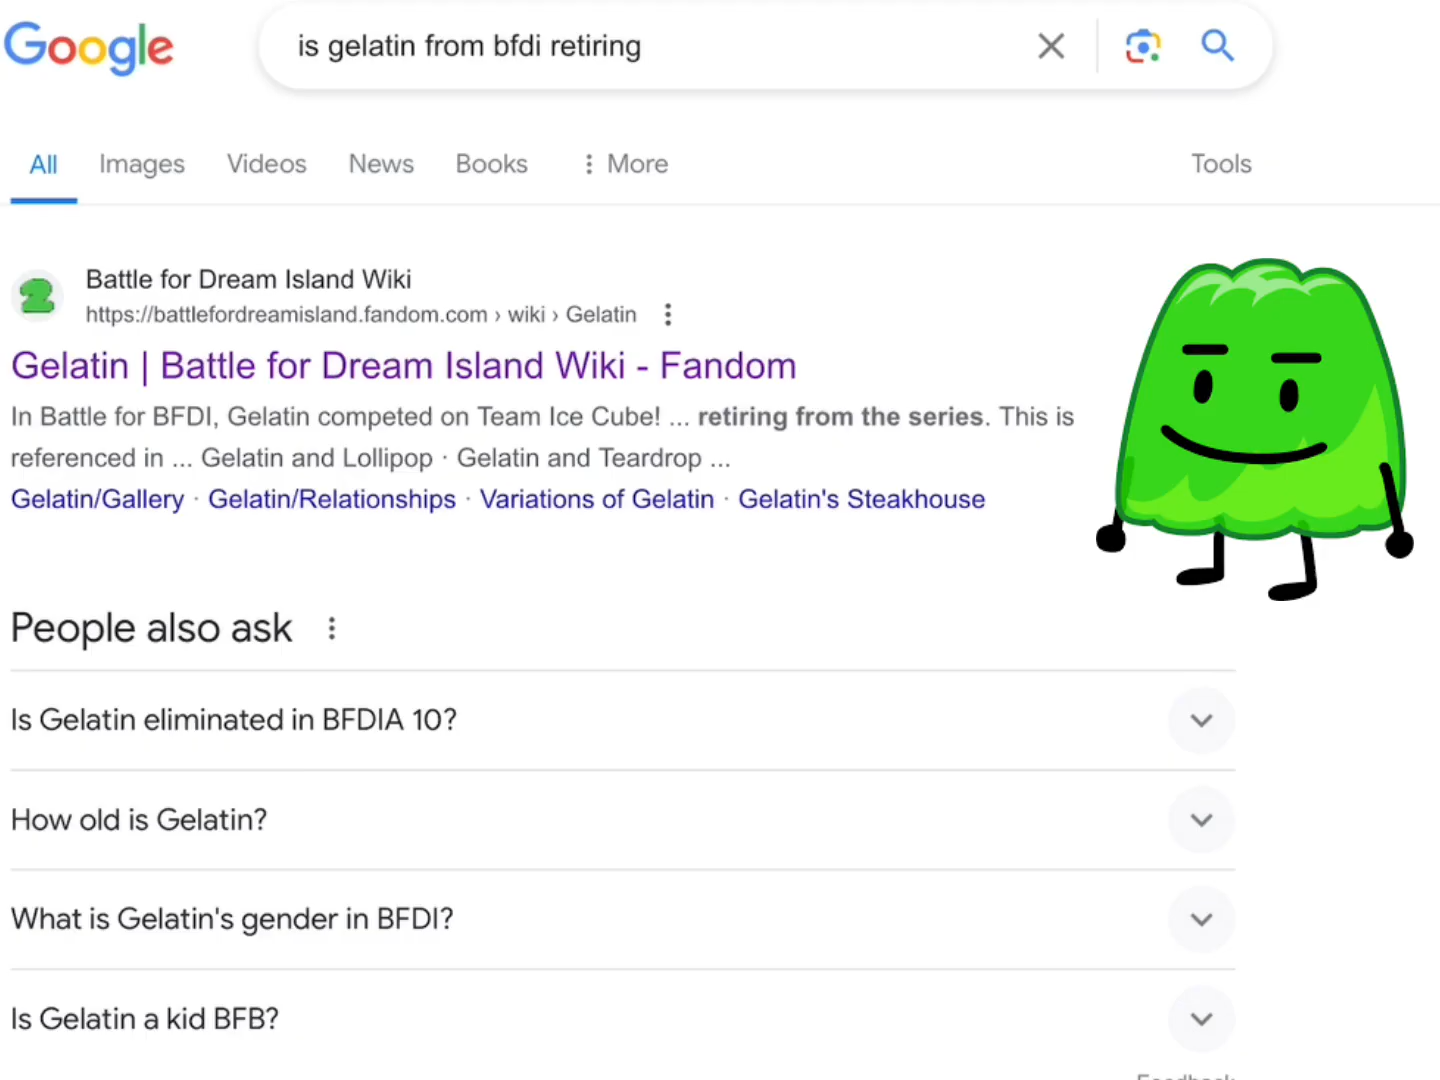 Google
is gelatin from bfdi retiring
All Images Videos News Books More Tools
Battle for Dream Island Wiki
https://battlefordreamisland.fandom.com › wiki › Gelatin
Gelatin | Battle for Dream Island Wiki - Fandom
In Battle for BFDI, Gelatin competed on Team Ice Cube! ... retiring from the series. This is
referenced in ... Gelatin and Lollipop · Gelatin and Teardrop ...
Gelatin/Gallery · Gelatin/Relationships · Variations of Gelatin · Gelatin's Steakhouse
People also ask
Is Gelatin eliminated in BFDIA 10?
How old is Gelatin?
What is Gelatin's gender in BFDI?
Is Gelatin a kid BFB?